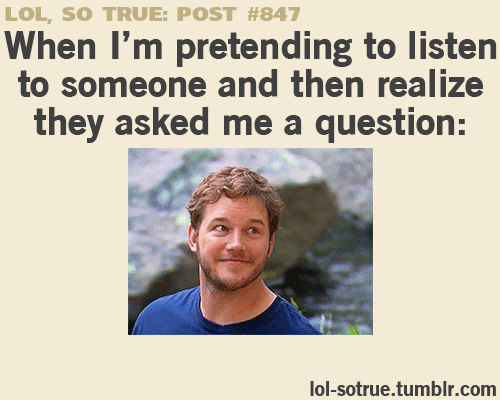 LOL, SO TRUE: POST #847
When I'm pretending to listen
to someone and then realize
they asked me a question:
lol-sotrue.tumblr.com